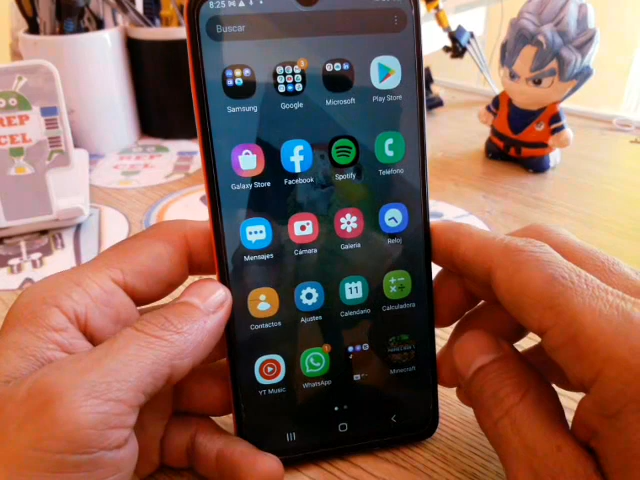 8:25
Buscar
Samsung
Google
Microsoft
Play Store
Galaxy Store
Facebook
Spotify
Teléfono
Mensajes
Cámara
Galería
Reloj
Contactos
Ajustes
11
Calendario
Calculadora
YT Music
WhatsApp
Minecraft
REP
CEL